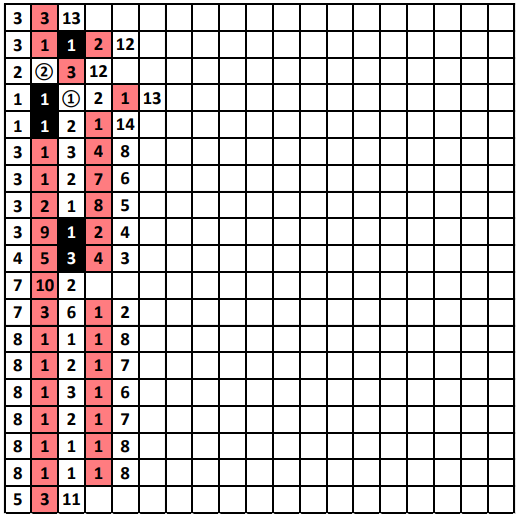 3 3 13
3 1 1 2 12
2 ② 3 12
1 1 ① 2 1 13
1 1 2 1 14
3 1 3 4 8
3 1 2 7 6
3 2 1 8 5
3 9 1 2 4
4 5 3 4 3
7 10 2
7 3 6 1 2
8 1 1 1 8
8 1 2 1 7
8 1 3 1 6
8 1 2 1 7
8 1 1 1 8
8 1 1 1 8
5 3 11